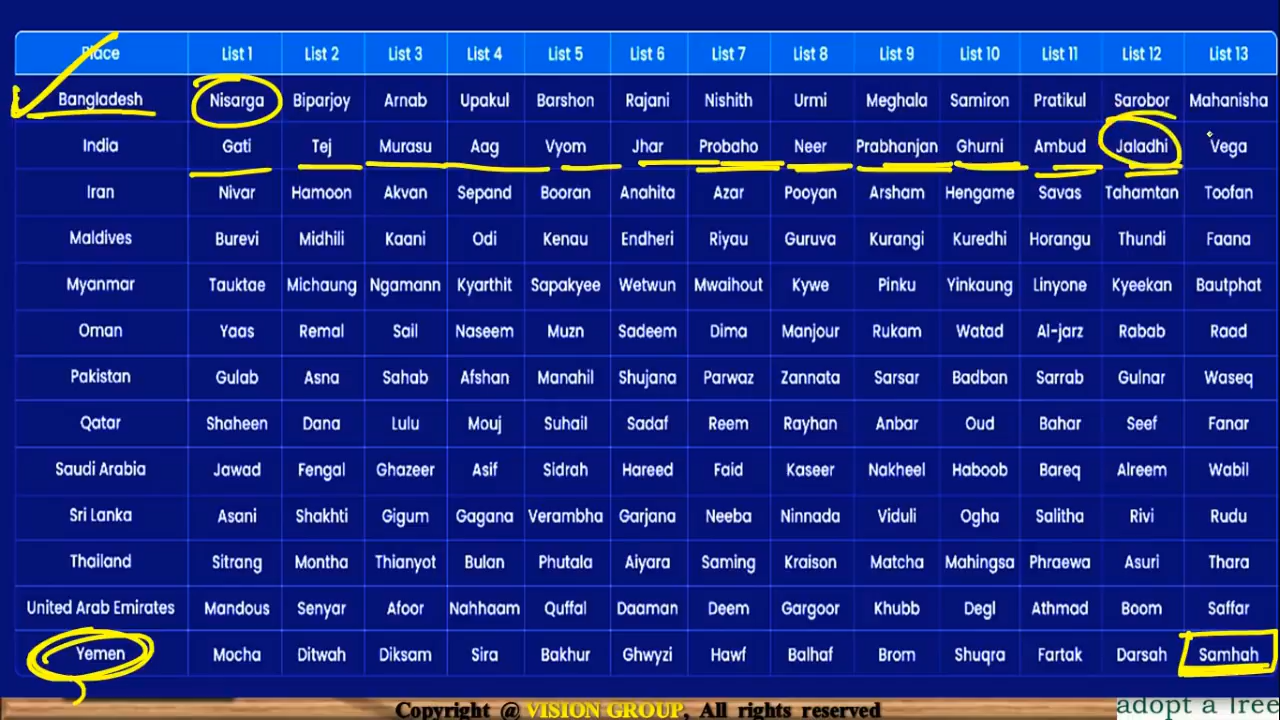 Place List 1 List 2 List 3 List 4 List 5 List 6 List 7 List 8 List 9 List 10 List 11 List 12 List 13
Bangladesh Nisarga Biparjoy Arnab Upakul Barshon Rajani Nishith Urmi Meghala Samiron Pratikul Sarobor Mahanisha
India Gati Tej Murasu Aag Vyom Jhar Probaho Neer Prabhanjan Ghurni Ambud Jaladhi Vega
Iran Nivar Hamoon Akvan Sepand Booran Anahita Azar Pooyan Arsham Hengame Savas Tahamtan Toofan
Maldives Burevi Midhili Kaani Odi Kenau Endheri Riyau Guruva Kurangi Kuredhi Horangu Thundi Faana
Myanmar Tauktae Michaung Ngamann Kyarthit Sapakyee Wetwun Mwaihout Kywe Pinku Yinkaung Linyone Kyeekan Bautphat
Oman Yaas Remal Sail Naseem Muzn Sadeem Dima Manjour Rukam Watad Al-jarz Rabab Raad
Pakistan Gulab Asna Sahab Afshan Manahil Shujana Parwaz Zannata Sarsar Badban Sarrab Gulnar Waseq
Qatar Shaheen Dana Lulu Mouj Suhail Sadaf Reem Rayhan Anbar Oud Bahar Seef Fanar
Saudi Arabia Jawad Fengal Ghazeer Asif Sidrah Hareed Faid Kaseer Nakheel Haboob Bareq Alreem Wabil
Sri Lanka Asani Shakhti Gigum Gagana Verambha Garjana Neeba Ninnada Viduli Ogha Salitha Rivi Rudu
Thailand Sitrang Montha Thianyot Bulan Phutala Aiyara Saming Kraison Matcha Mahingsa Phraewa Asuri Thara
United Arab Emirates Mandous Senyar Afoor Nahhaam Quffal Daaman Deem Gargoor Khubb Degl Athmad Boom Saffar
Yemen Mocha Ditwah Diksam Sira Bakhur Ghwyzi Hawf Balhaf Brom Shuqra Fartak Darsah Samhah
Copyright @ VISION GROUP, All rights reserved
adopt a Tree